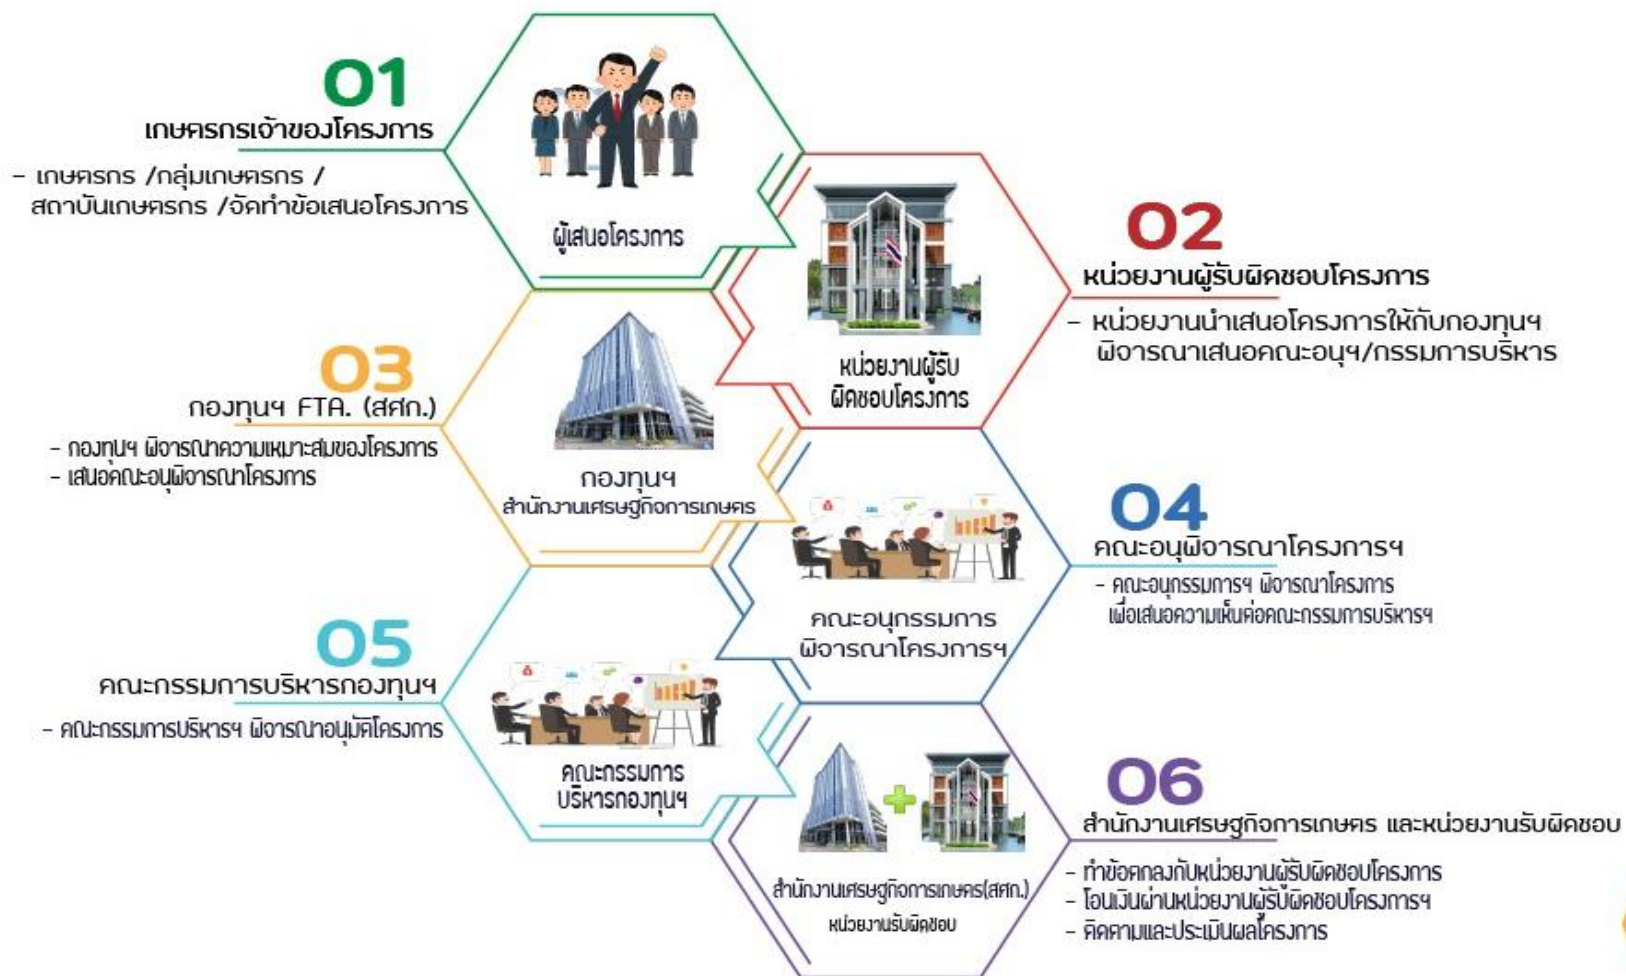 01
เกษตรกรเจ้าของโครงการ
- เกษตรกร /กลุ่มเกษตรกร /
สถาบันเกษตรกร /จัดทำข้อเสนอโครงการ
ผู้เสนอโครงการ
02
หน่วยงานผู้รับผิดชอบโครงการ
- หน่วยงานนำเสนอโครงการให้กับกองทุนฯ
พิจารณาเสนอคณะอนุฯ/กรรมการบริหาร
หน่วยงานผู้รับ
ผิดชอบโครงการ
03
กองทุนฯ FTA. (สศก.)
- กองทุนฯ พิจารณาความเหมาะสมของโครงการ
- เสนอคณะอนุพิจารณาโครงการ
กองทุนฯ
สำนักงานเศรษฐกิจการเกษตร
04
คณะอนุพิจารณาโครงการฯ
- คณะอนุกรรมการฯ พิจารณาโครงการ
เพื่อเสนอความเห็นต่อคณะกรรมการบริหารฯ
คณะอนุกรรมการ
พิจารณาโครงการฯ
05
คณะกรรมการบริหารกองทุนฯ
- คณะกรรมการบริหารฯ พิจารณาอนุมัติโครงการ
คณะกรรมการ
บริหารกองทุนฯ
06
สำนักงานเศรษฐกิจการเกษตร และหน่วยงานรับผิดชอบ
- ทำข้อตกลงกับหน่วยงานผู้รับผิดชอบโครงการ
- โอนเงินผ่านหน่วยงานผู้รับผิดชอบโครงการฯ
- ติดตามและประเมินผลโครงการ
สำนักงานเศรษฐกิจการเกษตร(สศก.)
หน่วยงานรับผิดชอบ